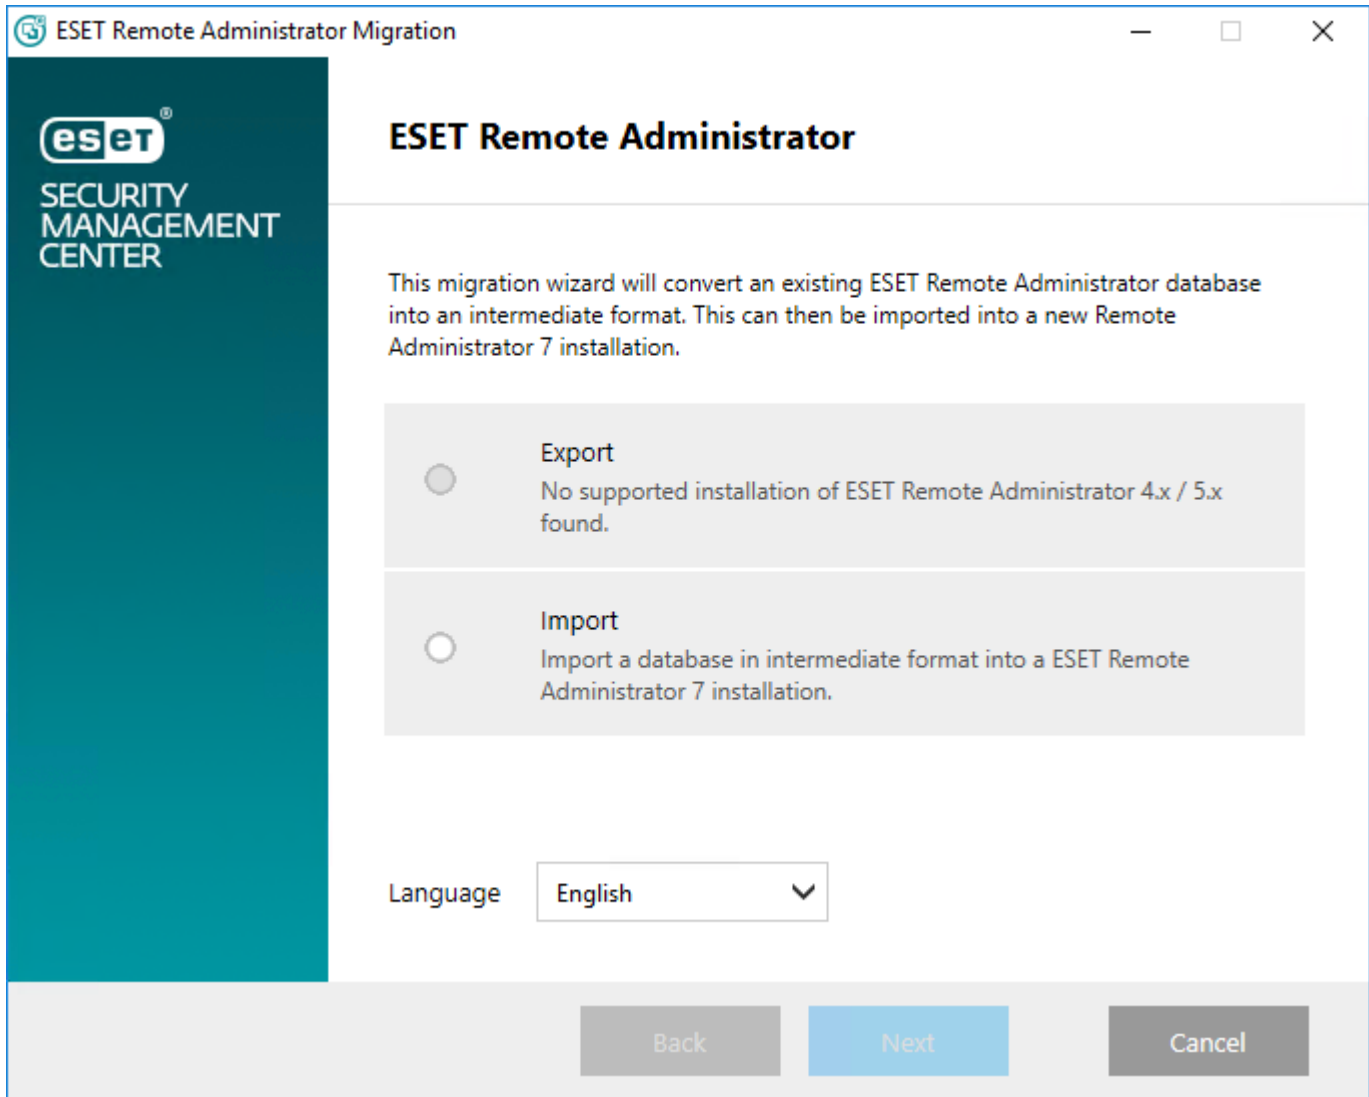 ESET Remote Administrator Migration
eset®
SECURITY
MANAGEMENT
CENTER
ESET Remote Administrator
This migration wizard will convert an existing ESET Remote Administrator database
into an intermediate format. This can then be imported into a new Remote
Administrator 7 installation.
Export
No supported installation of ESET Remote Administrator 4.x / 5.x
found.
Import
Import a database in intermediate format into a ESET Remote
Administrator 7 installation.
Language
English
Back
Next
Cancel